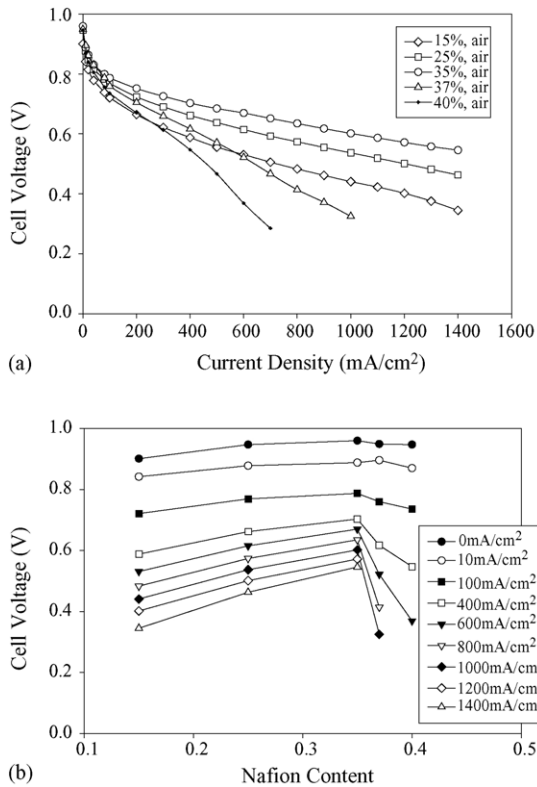 1.0
0.8
0.6
0.4
0.2
0.0
Cell Voltage (V)
15%, air
25%, air
35%, air
37%, air
40%, air
0 200 400 600 800 1000 1200 1400 1600
(a) Current Density (mA/cm²)
1.0
0.8
0.6
0.4
0.2
0.0
Cell Voltage (V)
0mA/cm²
10mA/cm²
100mA/cm²
400mA/cm²
600mA/cm²
800mA/cm²
1000mA/cm
1200mA/cm
1400mA/cm
0.1 0.2 0.3 0.4 0.5
(b) Nafion Content